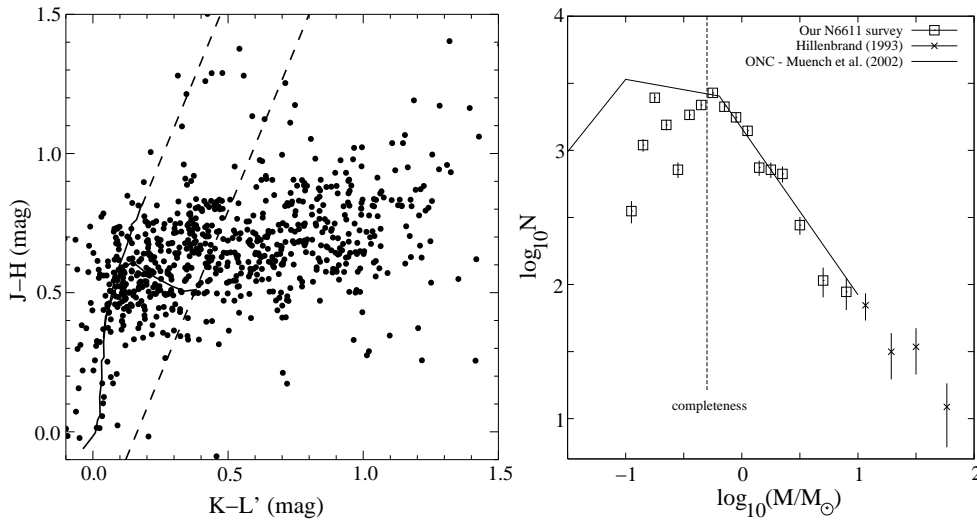 1.5
1.0
0.5
0.0
J–H (mag)
0.0 0.5 1.0 1.5
K–L’ (mag)
4
3
2
1
log10N
Our N6611 survey
Hillenbrand (1993)
ONC - Muench et al. (2002)
completeness
−1 0 1 2
log10(M/M⊙)